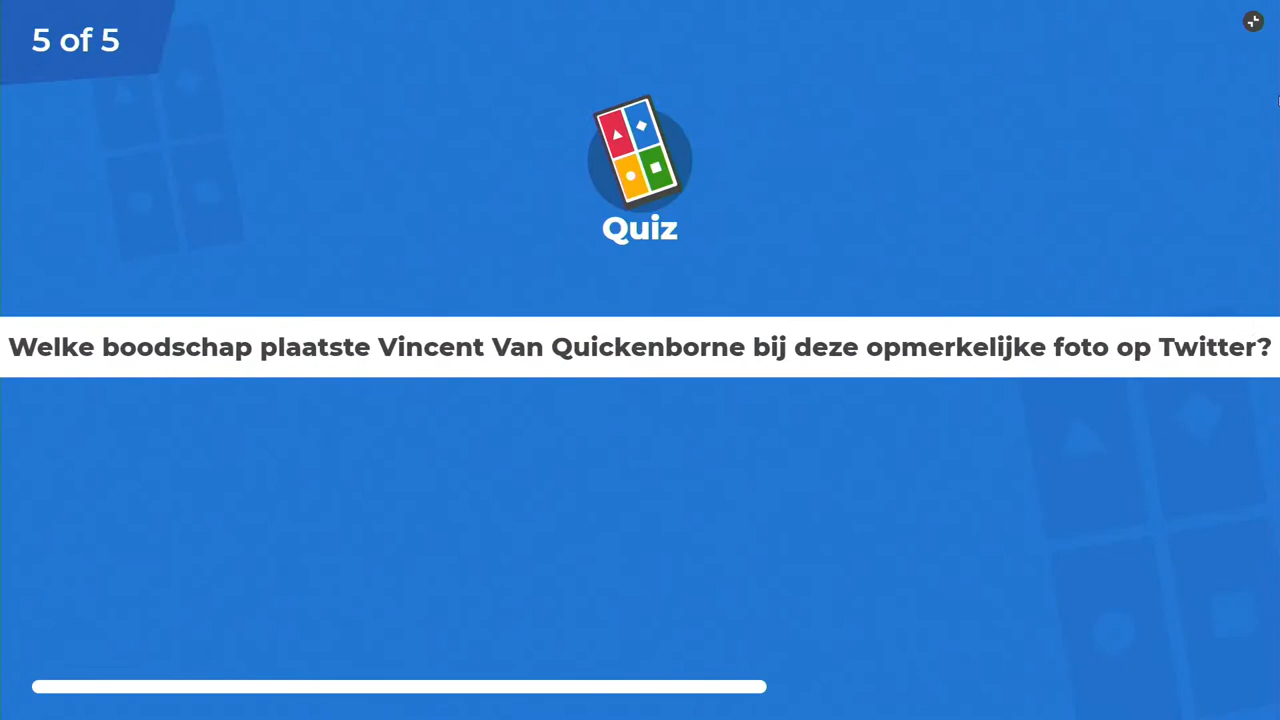 5 of 5
Quiz
Welke boodschap plaatste Vincent Van Quickenborne bij deze opmerkelijke foto op Twitter?